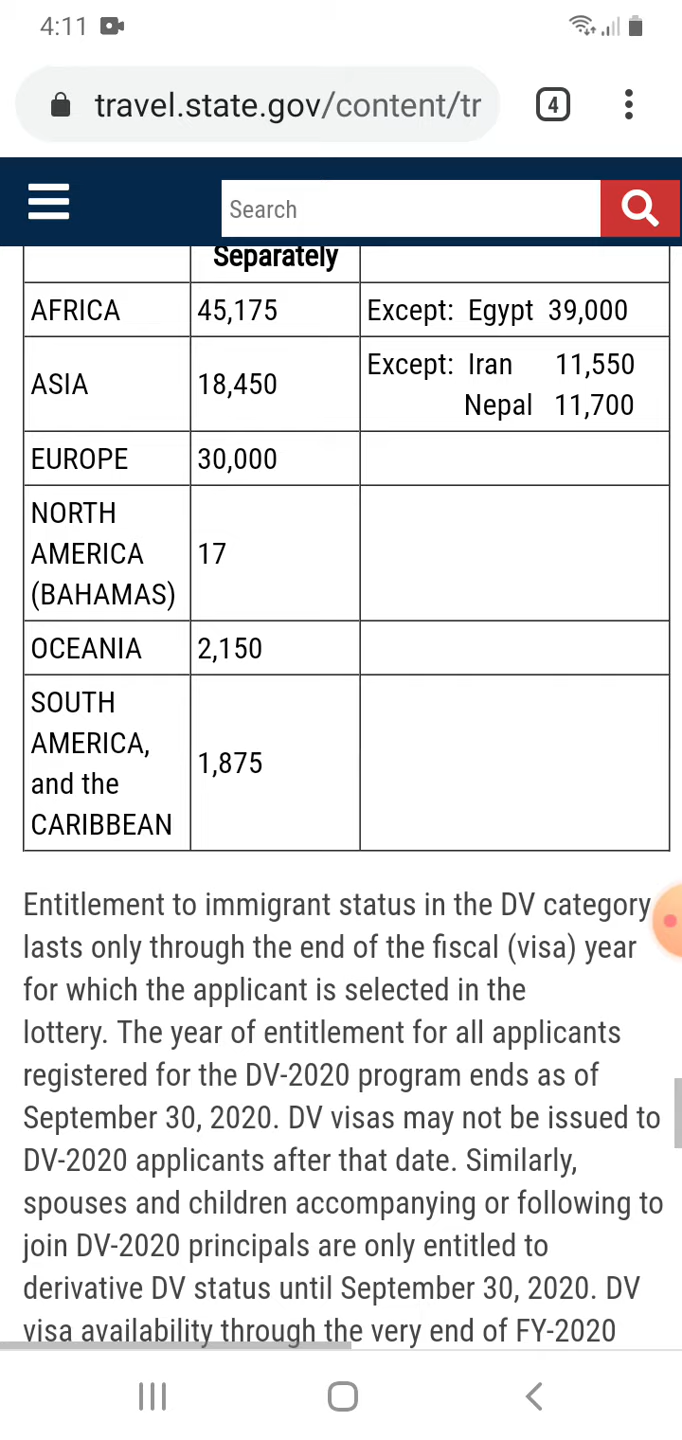 4:11
travel.state.gov/content/tr
4
Search
Separately
AFRICA 45,175 Except: Egypt 39,000
ASIA 18,450 Except: Iran 11,550
Nepal 11,700
EUROPE 30,000
NORTH
AMERICA
(BAHAMAS) 17
OCEANIA 2,150
SOUTH
AMERICA,
and the
CARIBBEAN 1,875
Entitlement to immigrant status in the DV category
lasts only through the end of the fiscal (visa) year
for which the applicant is selected in the
lottery. The year of entitlement for all applicants
registered for the DV-2020 program ends as of
September 30, 2020. DV visas may not be issued to
DV-2020 applicants after that date. Similarly,
spouses and children accompanying or following to
join DV-2020 principals are only entitled to
derivative DV status until September 30, 2020. DV
visa availability through the very end of FY-2020